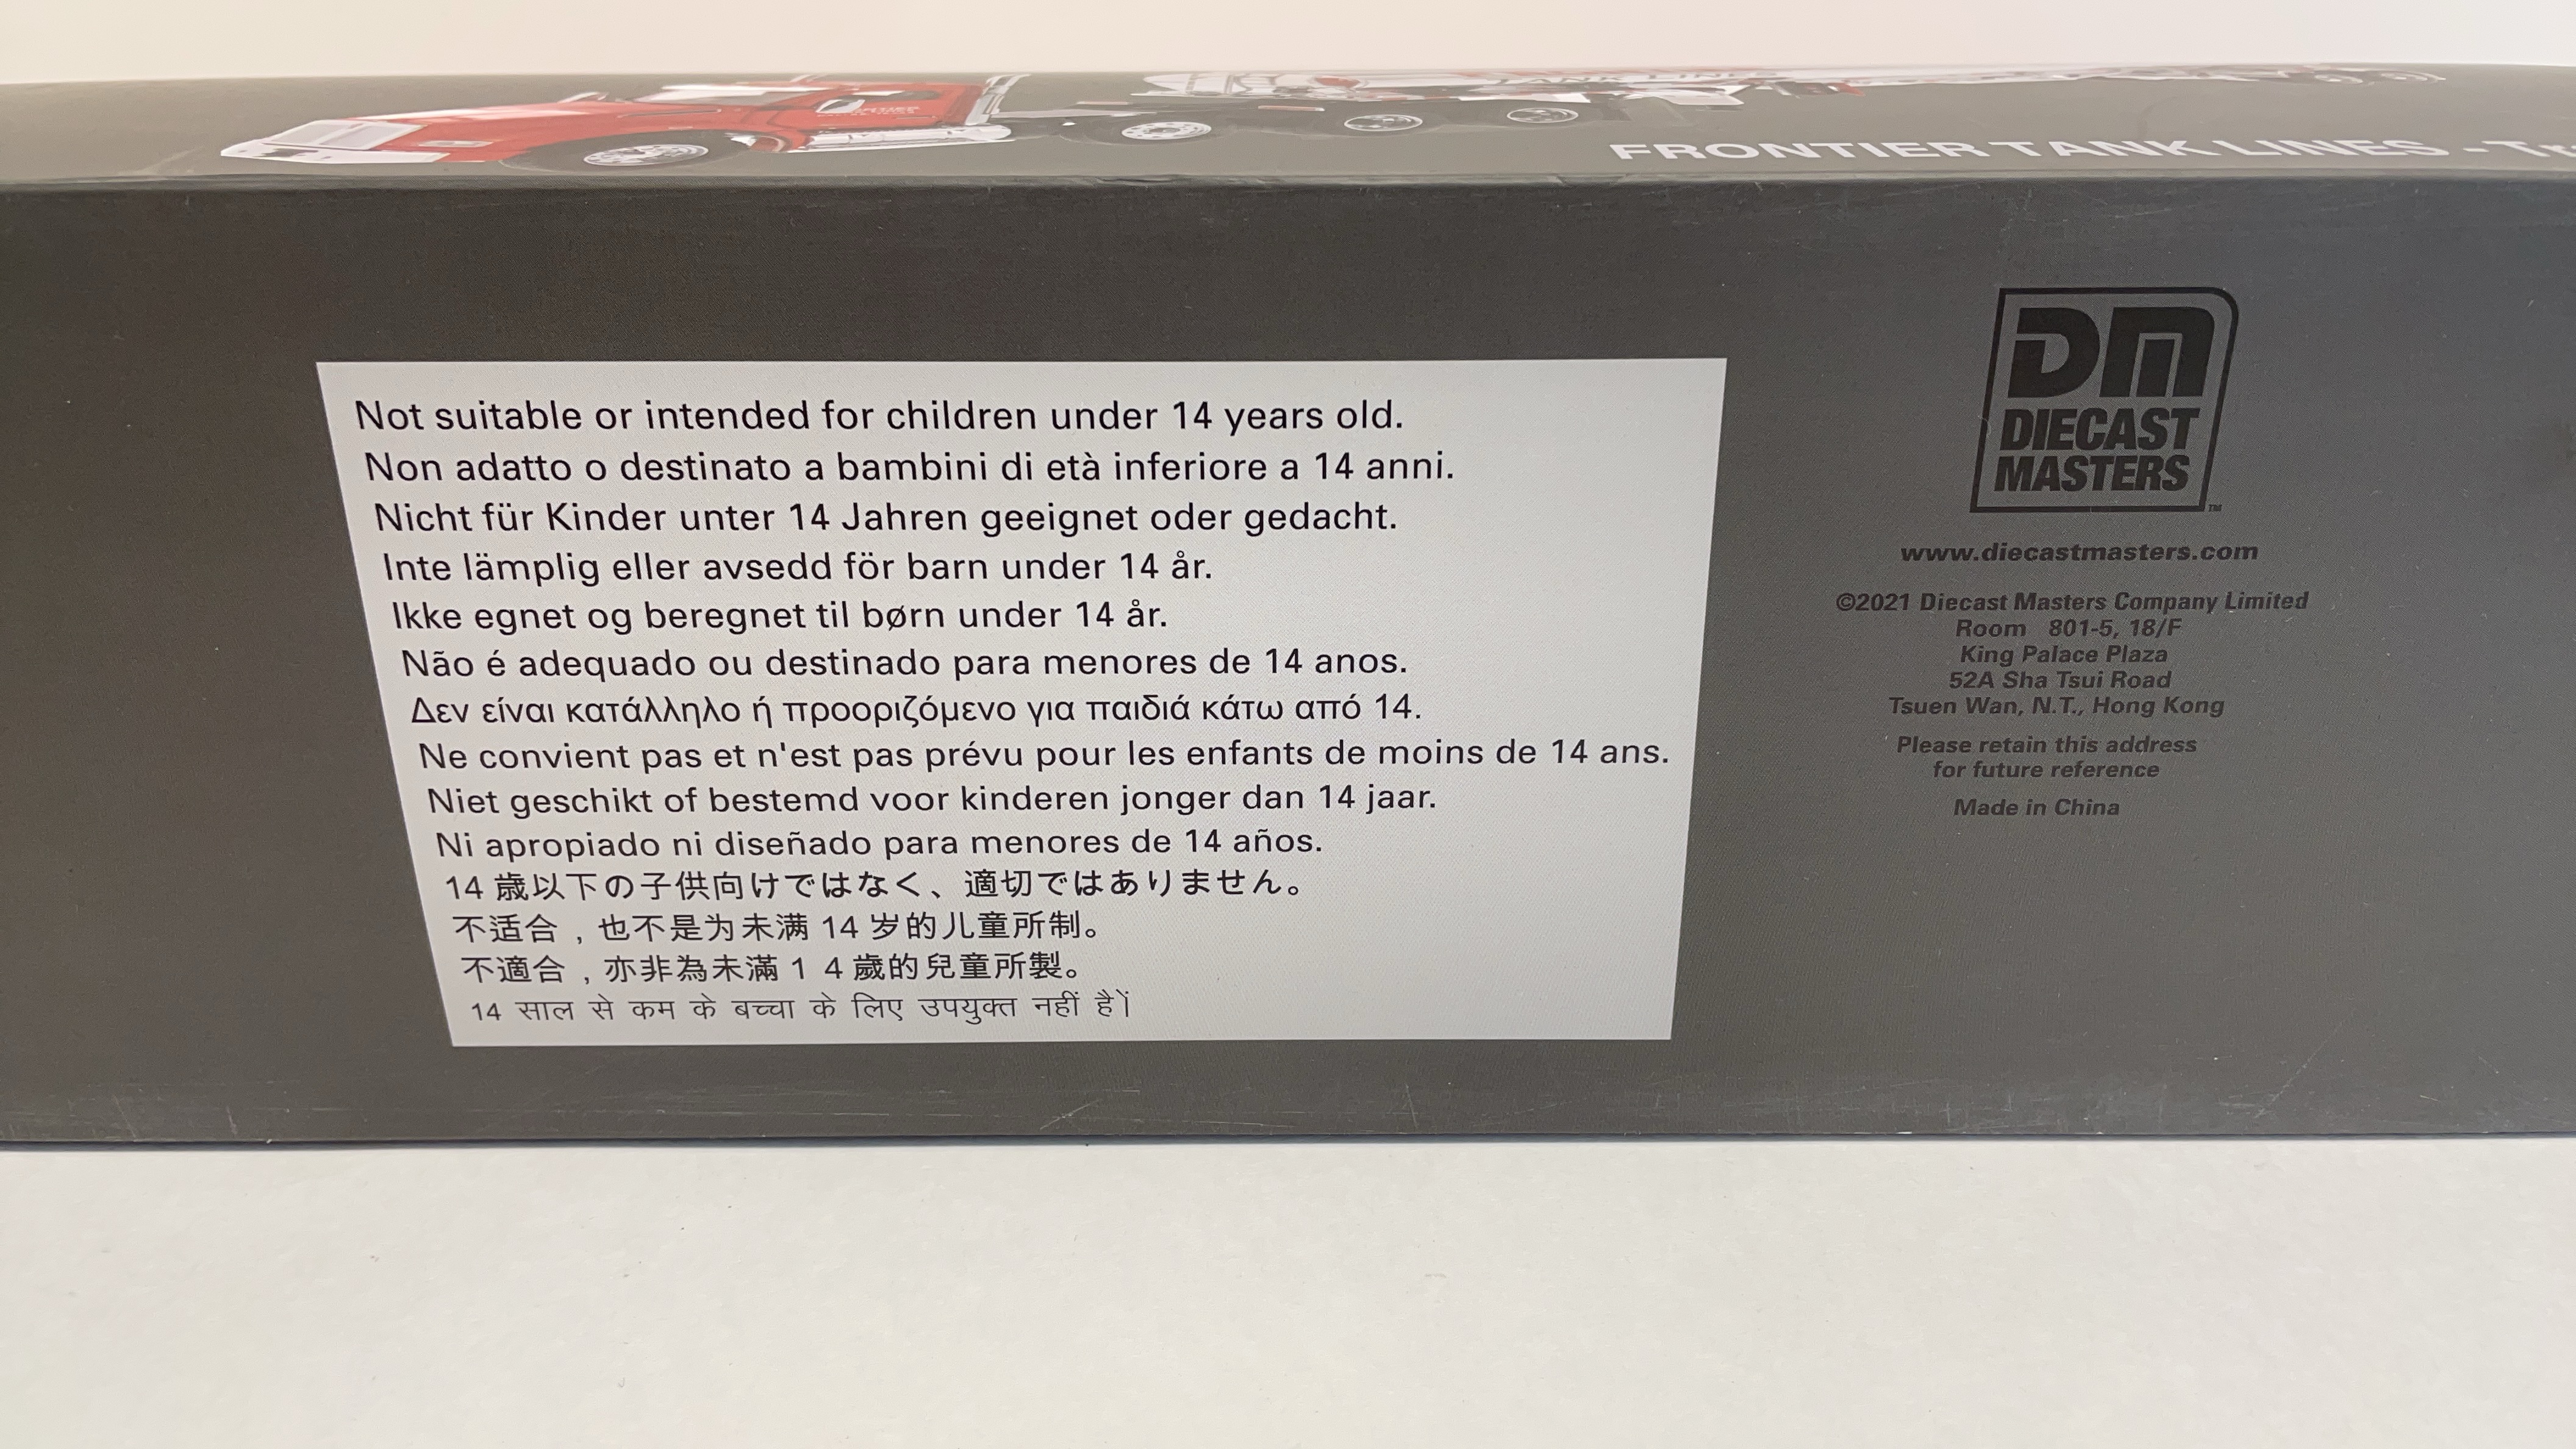 FRONTIER TANK LINES -
Not suitable or intended for children under 14 years old.
Non adatto o destinato a bambini di età inferiore a 14 anni.
Nicht für Kinder unter 14 Jahren geeignet oder gedacht.
Inte lämplig eller avsedd för barn under 14 år.
Ikke egnet og beregnet til børn under 14 år.
Não é adequado ou destinado para menores de 14 anos.
Δεν είναι κατάλληλο ή προοριζόμενο για παιδιά κάτω από 14.
Ne convient pas et n'est pas prévu pour les enfants de moins de 14 ans.
Niet geschikt of bestemd voor kinderen jonger dan 14 jaar.
Ni apropiado ni diseñado para menores de 14 años.
14 歳以下の子供向けではなく、適切ではありません。
不适合，也不是为未满 14 岁的儿童所制。
不適合，亦非為未滿１４歲的兒童所製。
14 साल से कम के बच्चा के लिए उपयुक्त नहीं है।
DM
DIECAST
MASTERS
TM
www.diecastmasters.com
©2021 Diecast Masters Company Limited
Room 801-5, 18/F
King Palace Plaza
52A Sha Tsui Road
Tsuen Wan, N.T., Hong Kong
Please retain this address
for future reference
Made in China